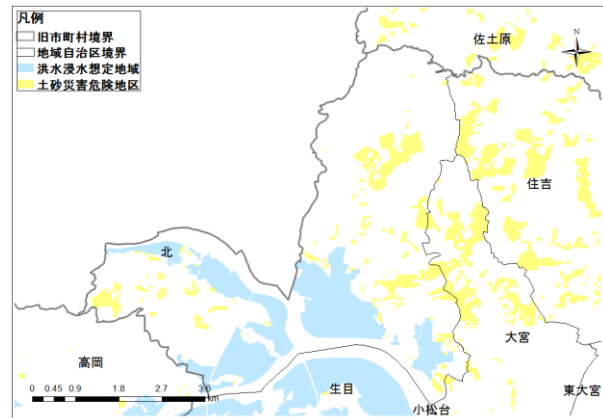 凡例
旧市町村境界
地域自治区境界
洪水浸水想定地域
土砂災害危険地区
佐土原
N
住吉
北
大宮
高岡
生目
小松台
東大宮
0 0.45 0.9 1.8 2.7 3.6
km